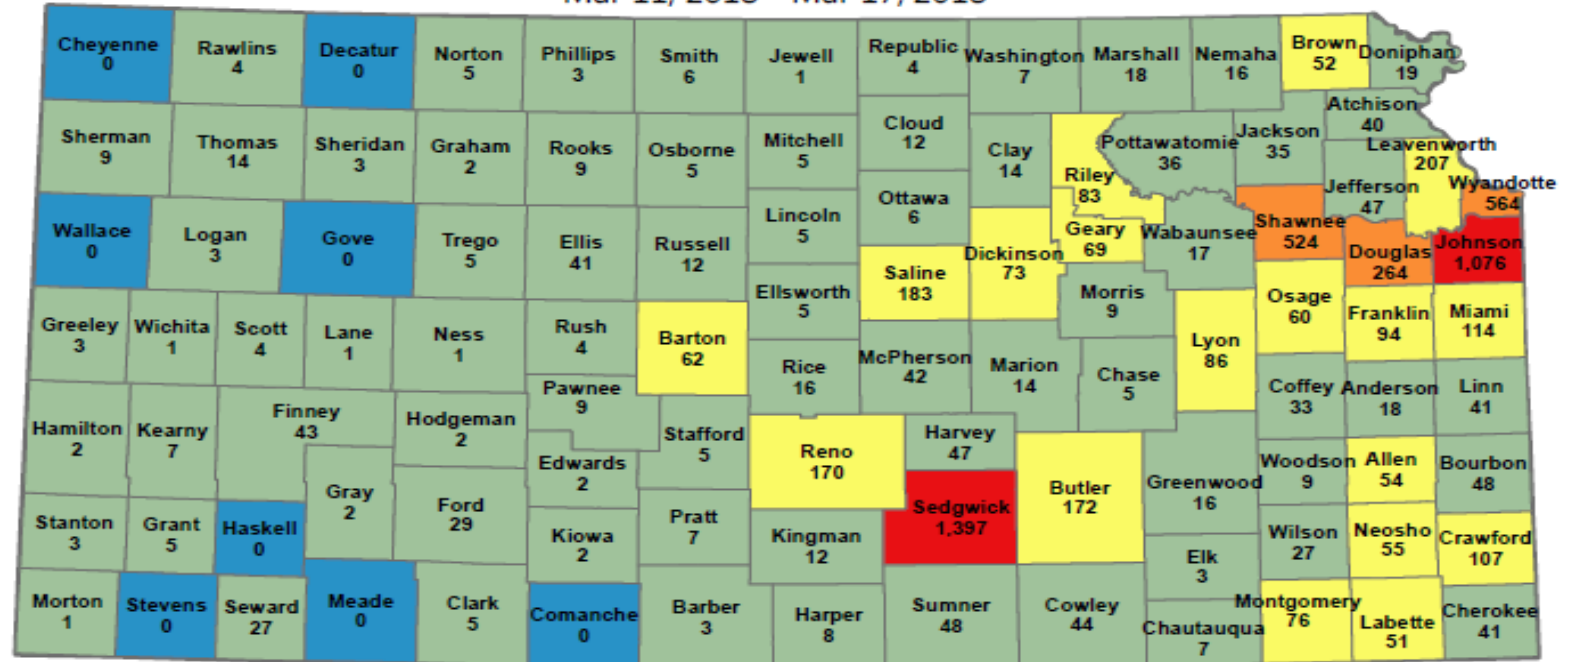 Mar 11, 2018 - Mar 17, 2018
Cheyenne
0
Rawlins
4
Decatur
0
Norton
5
Phillips
3
Smith
6
Jewell
1
Republic
4
Washington
7
Marshall
18
Nemaha
16
Brown
52
Doniphan
19
Sherman
9
Thomas
14
Sheridan
3
Graham
2
Rooks
9
Osborne
5
Mitchell
5
Cloud
12
Clay
14
Riley
83
Pottawatomie
36
Jackson
35
Atchison
40
Leavenworth
207
Jefferson
47
Wyandotte
564
Wallace
0
Logan
3
Gove
0
Trego
5
Ellis
41
Russell
12
Lincoln
5
Ottawa
6
Saline
183
Dickinson
73
Geary
69
Wabaunsee
17
Shawnee
524
Douglas
264
Johnson
1,076
Greeley
3
Wichita
1
Scott
4
Lane
1
Ness
1
Rush
4
Barton
62
Ellsworth
5
Rice
16
McPherson
42
Marion
14
Morris
9
Chase
5
Lyon
86
Osage
60
Franklin
94
Miami
114
Hamilton
2
Kearny
7
Finney
43
Hodgeman
2
Pawnee
9
Stafford
5
Reno
170
Harvey
47
Coffey
33
Anderson
18
Linn
41
Edwards
2
Gray
2
Ford
29
Sedgwick
1,397
Butler
172
Greenwood
16
Woodson
9
Allen
54
Bourbon
48
Stanton
3
Grant
5
Haskell
0
Kiowa
2
Pratt
7
Kingman
12
Elk
3
Wilson
27
Neosho
55
Crawford
107
Morton
1
Stevens
0
Seward
27
Meade
0
Clark
5
Comanche
0
Barber
3
Harper
8
Sumner
48
Cowley
44
Chautauqua
7
Montgomery
76
Labette
51
Cherokee
41